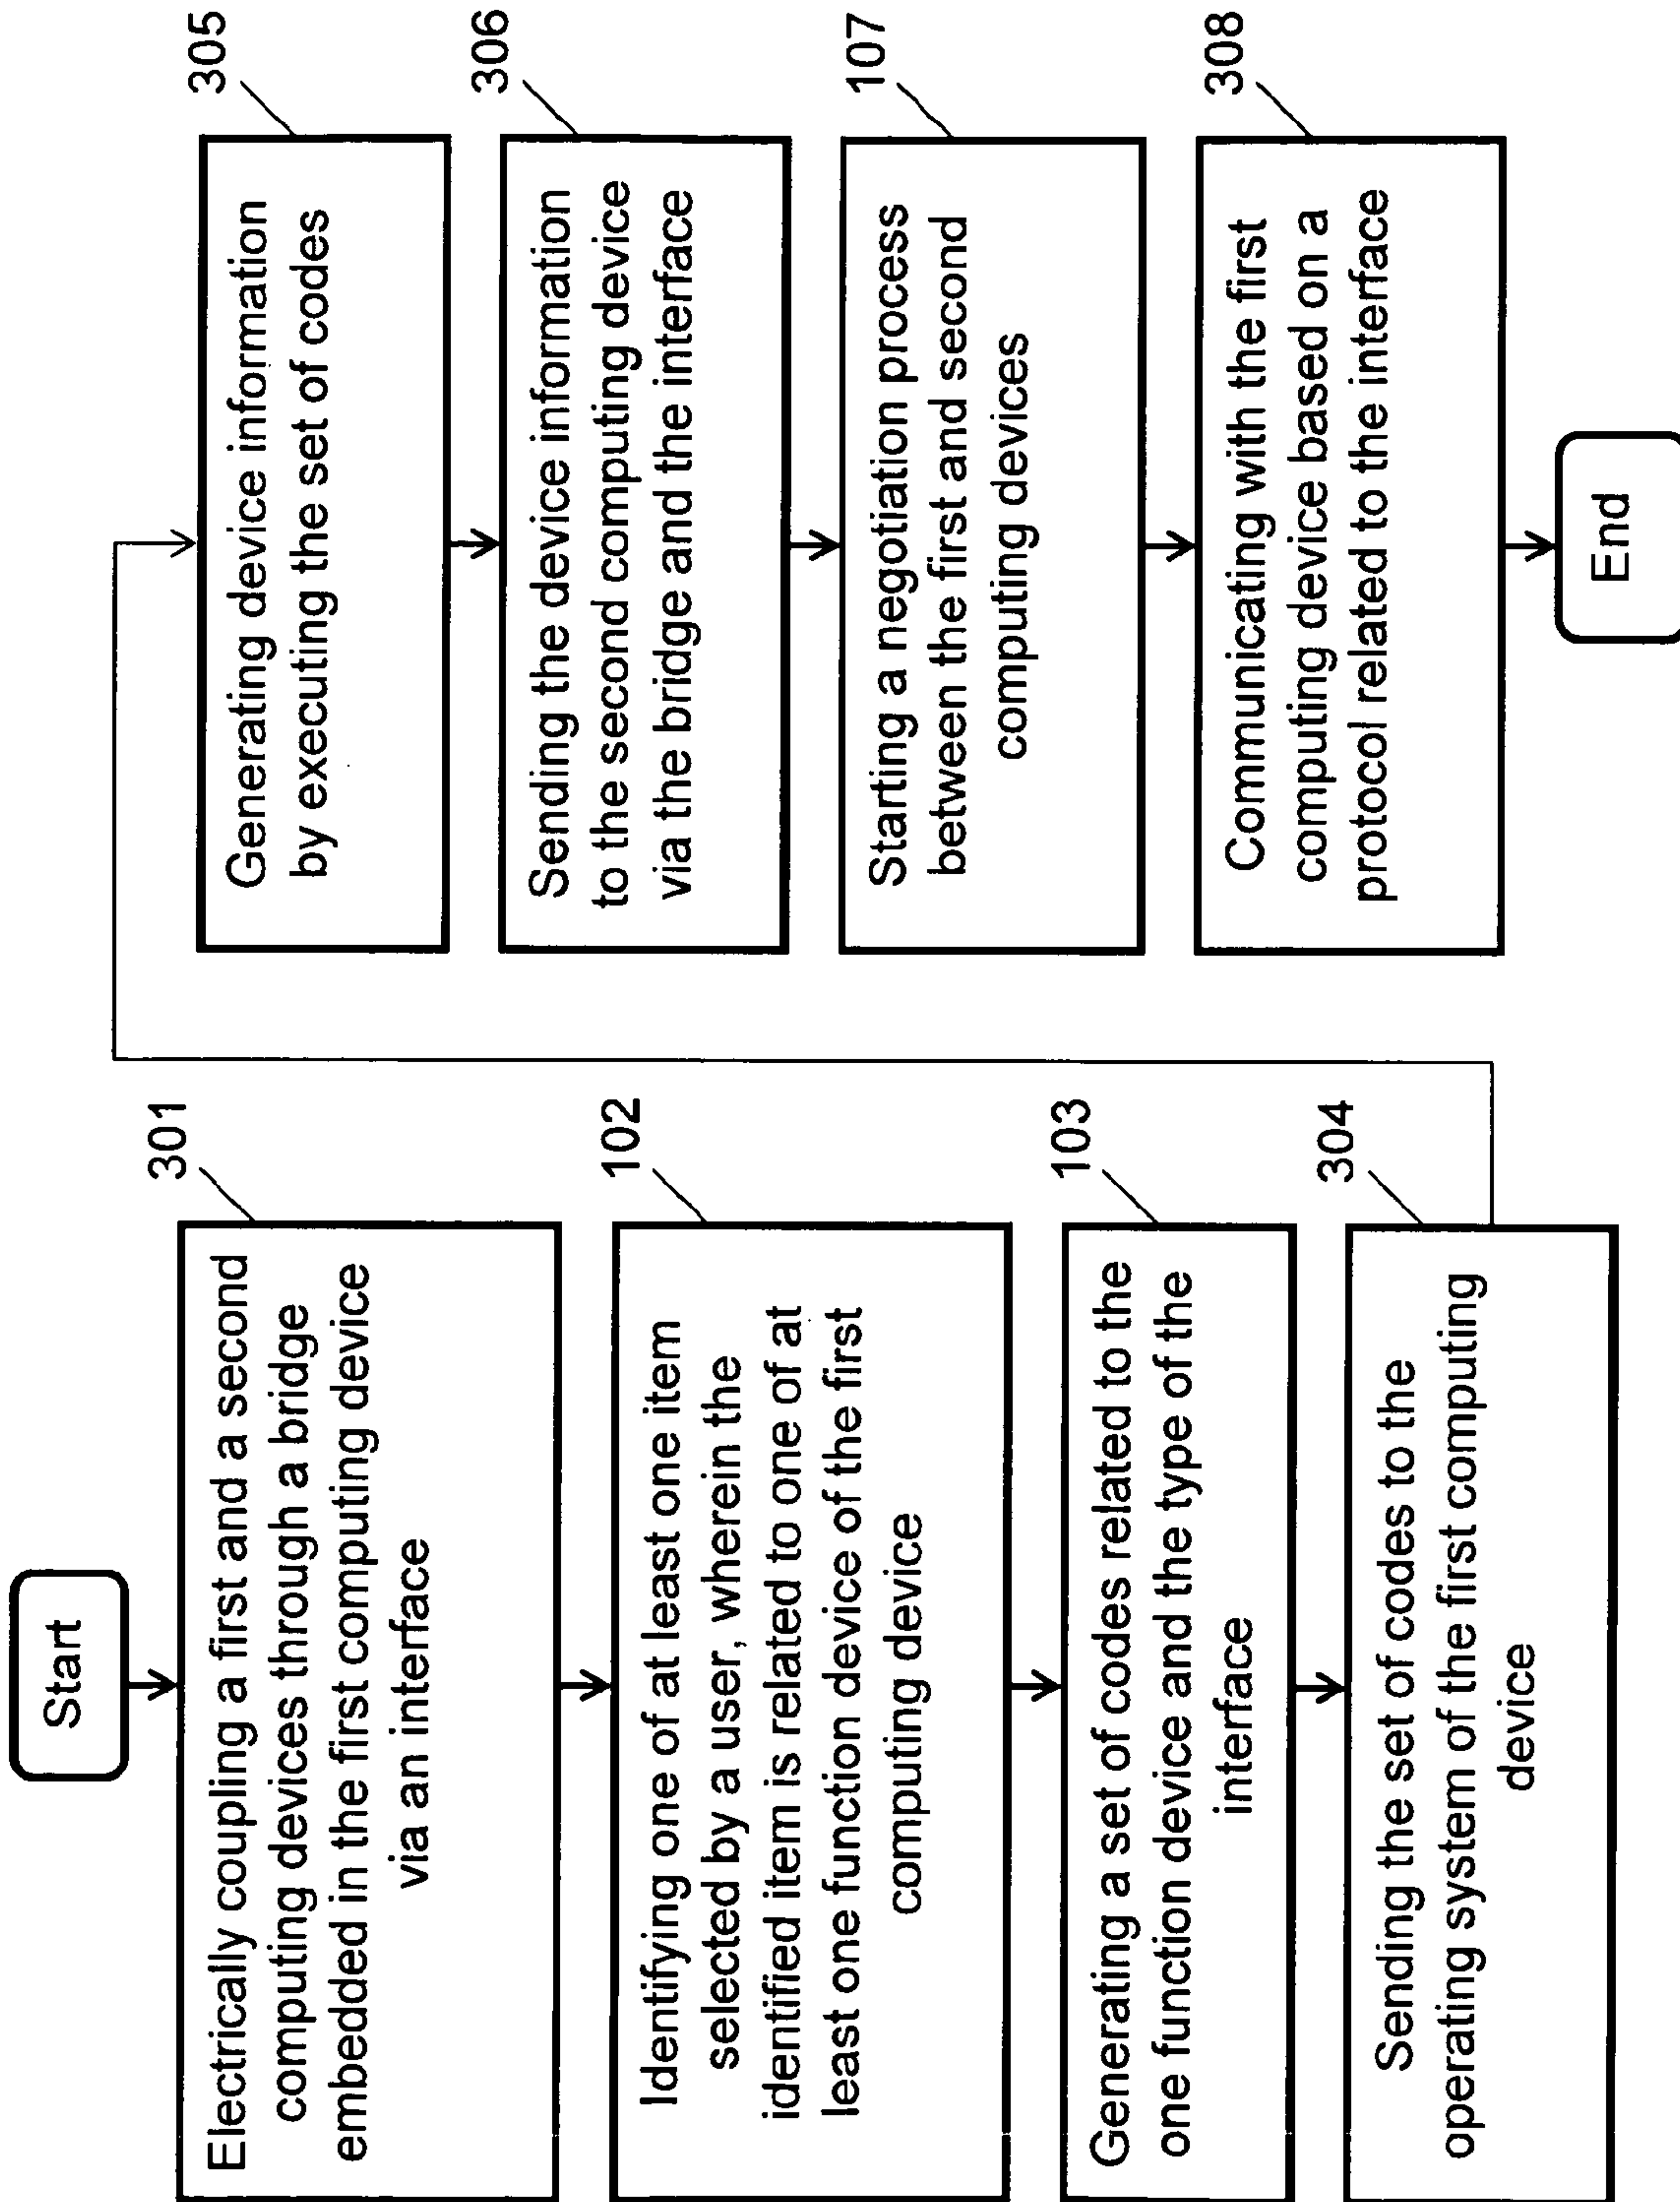 Start
301
Electrically coupling a first and a second
computing devices through a bridge
embedded in the first computing device
via an interface
102
Identifying one of at least one item
selected by a user, wherein the
identified item is related to one of at
least one function device of the first
computing device
103
Generating a set of codes related to the
one function device and the type of the
interface
304
Sending the set of codes to the
operating system of the first computing
device
305
Generating device information
by executing the set of codes
306
Sending the device information
to the second computing device
via the bridge and the interface
107
Starting a negotiation process
between the first and second
computing devices
308
Communicating with the first
computing device based on a
protocol related to the interface
End